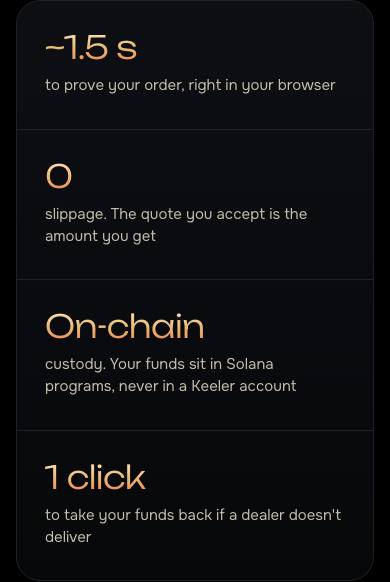 ~1.5 s
to prove your order, right in your browser
0
slippage. The quote you accept is the
amount you get
On-chain
custody. Your funds sit in Solana
programs, never in a Keeler account
1 click
to take your funds back if a dealer doesn't
deliver